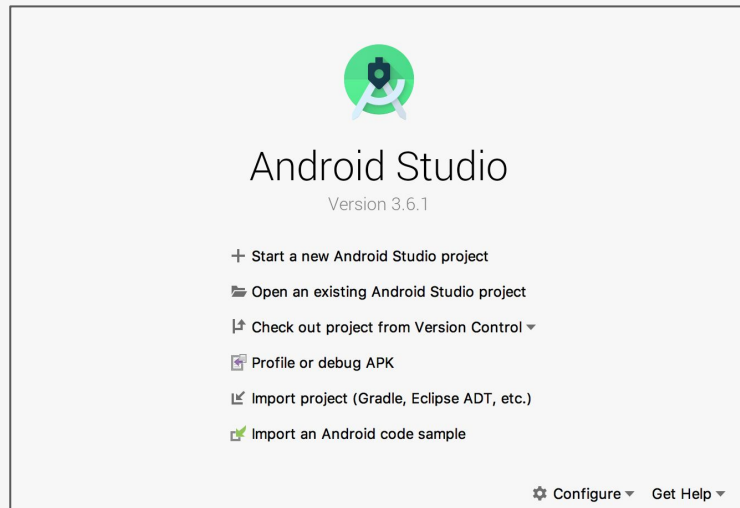 Android Studio
Version 3.6.1
Start a new Android Studio project
Open an existing Android Studio project
Check out project from Version Control
Profile or debug APK
Import project (Gradle, Eclipse ADT, etc.)
Import an Android code sample
Configure Get Help